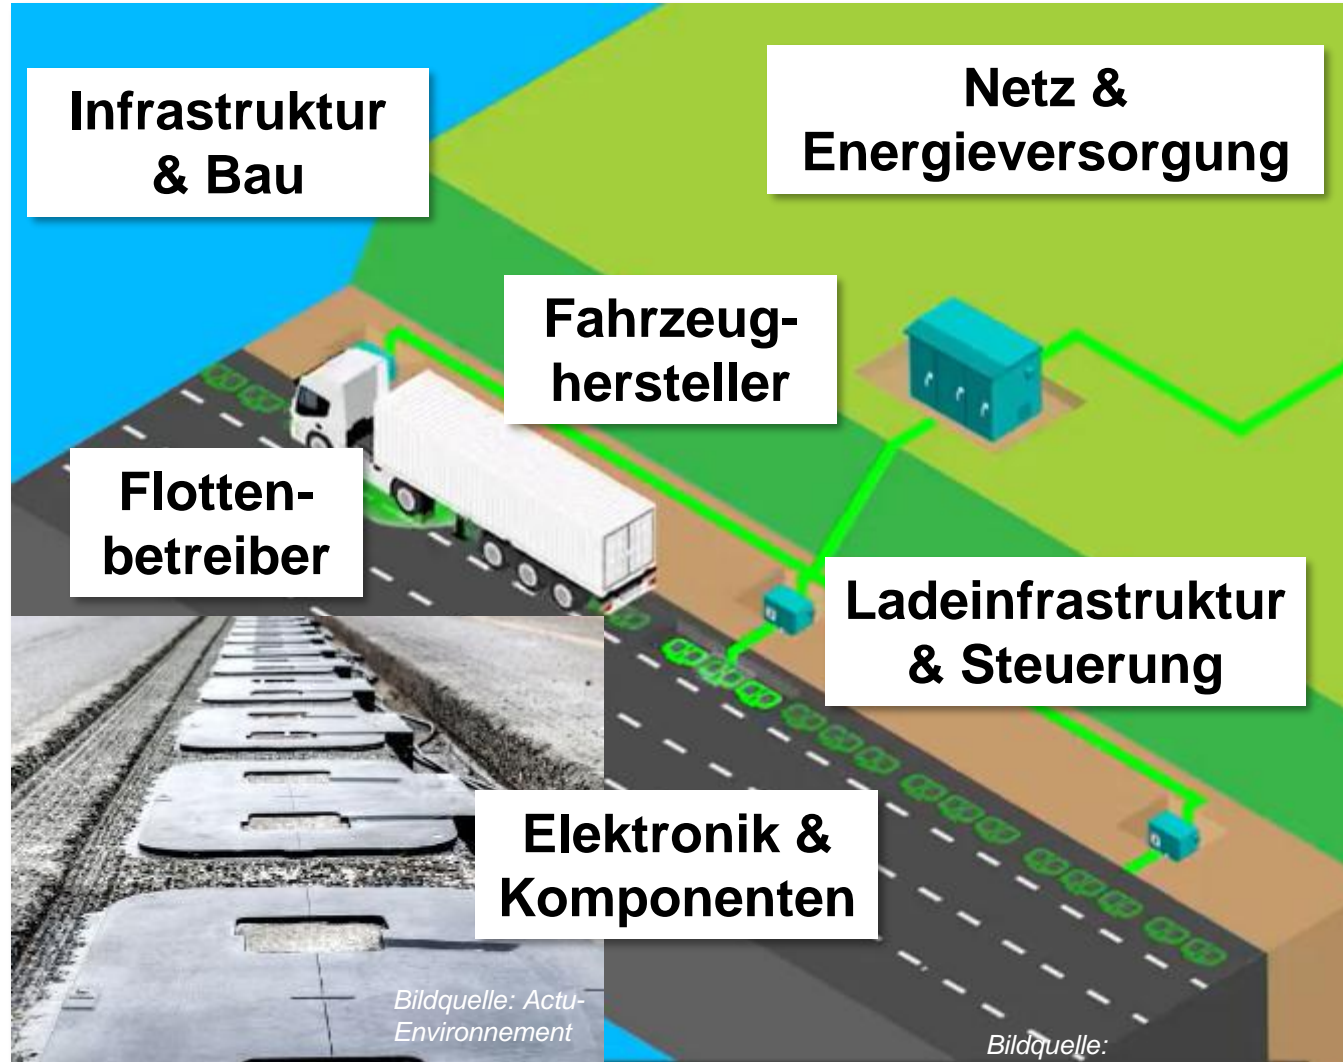 Infrastruktur
& Bau
Netz &
Energieversorgung
Fahrzeug-
hersteller
Flotten-
betreiber
Ladeinfrastruktur
& Steuerung
Elektronik &
Komponenten
Bildquelle: Actu-
Environnement
Bildquelle: